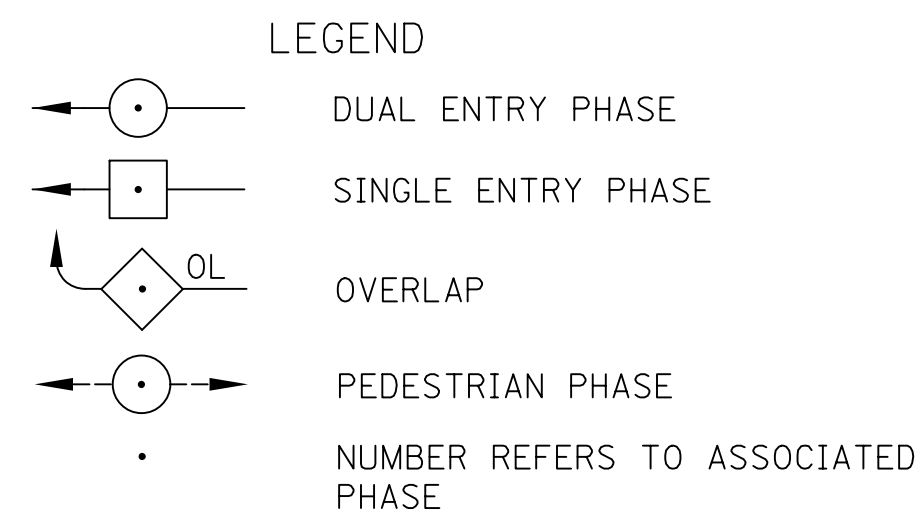 LEGEND
DUAL ENTRY PHASE
SINGLE ENTRY PHASE
OL
OVERLAP
PEDESTRIAN PHASE
NUMBER REFERS TO ASSOCIATED
PHASE